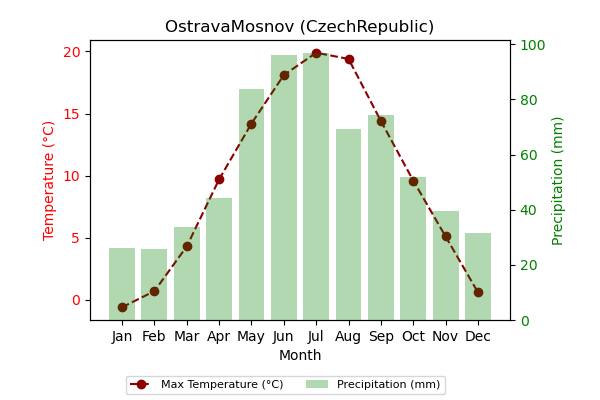 OstravaMosnov (CzechRepublic)
20
15
10
5
0
Temperature (°C)
100
80
60
40
20
0
Precipitation (mm)
Jan Feb Mar Apr May Jun Jul Aug Sep Oct Nov Dec
Month
Max Temperature (°C) Precipitation (mm)